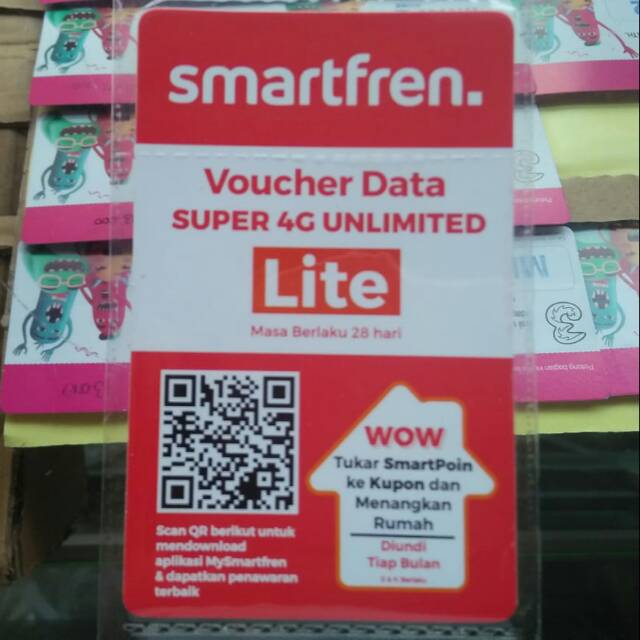 smartfren.
Voucher Data
SUPER 4G UNLIMITED
Lite
Masa Berlaku 28 hari
WOW
Tukar SmartPoin
ke Kupon dan
Menangkan
Rumah
Diundi
Tiap Bulan
Scan QR berikut untuk
mendownload
aplikasi MySmartfren
& dapatkan penawaran
terbaik